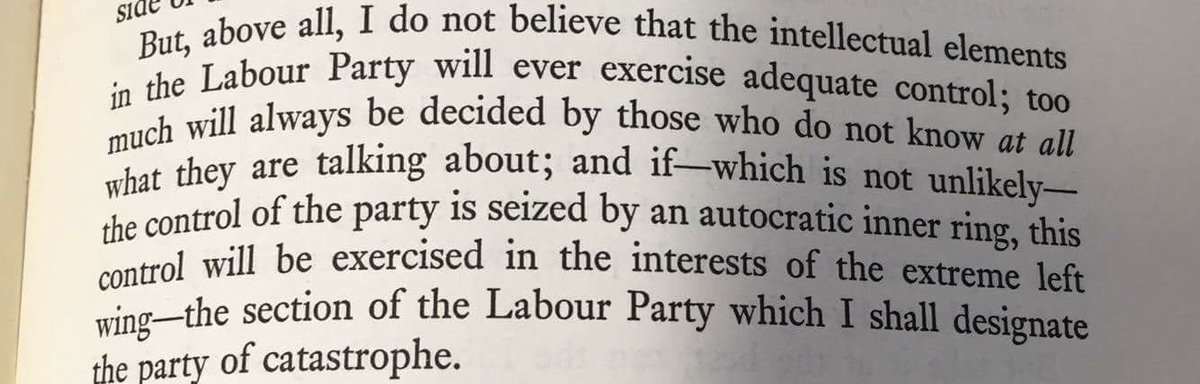 side of
But, above all, I do not believe that the intellectual elements
in the Labour Party will ever exercise adequate control; too
much will always be decided by those who do not know at all
what they are talking about; and if—which is not unlikely—
the control of the party is seized by an autocratic inner ring, this
control will be exercised in the interests of the extreme left
wing—the section of the Labour Party which I shall designate
the party of catastrophe.